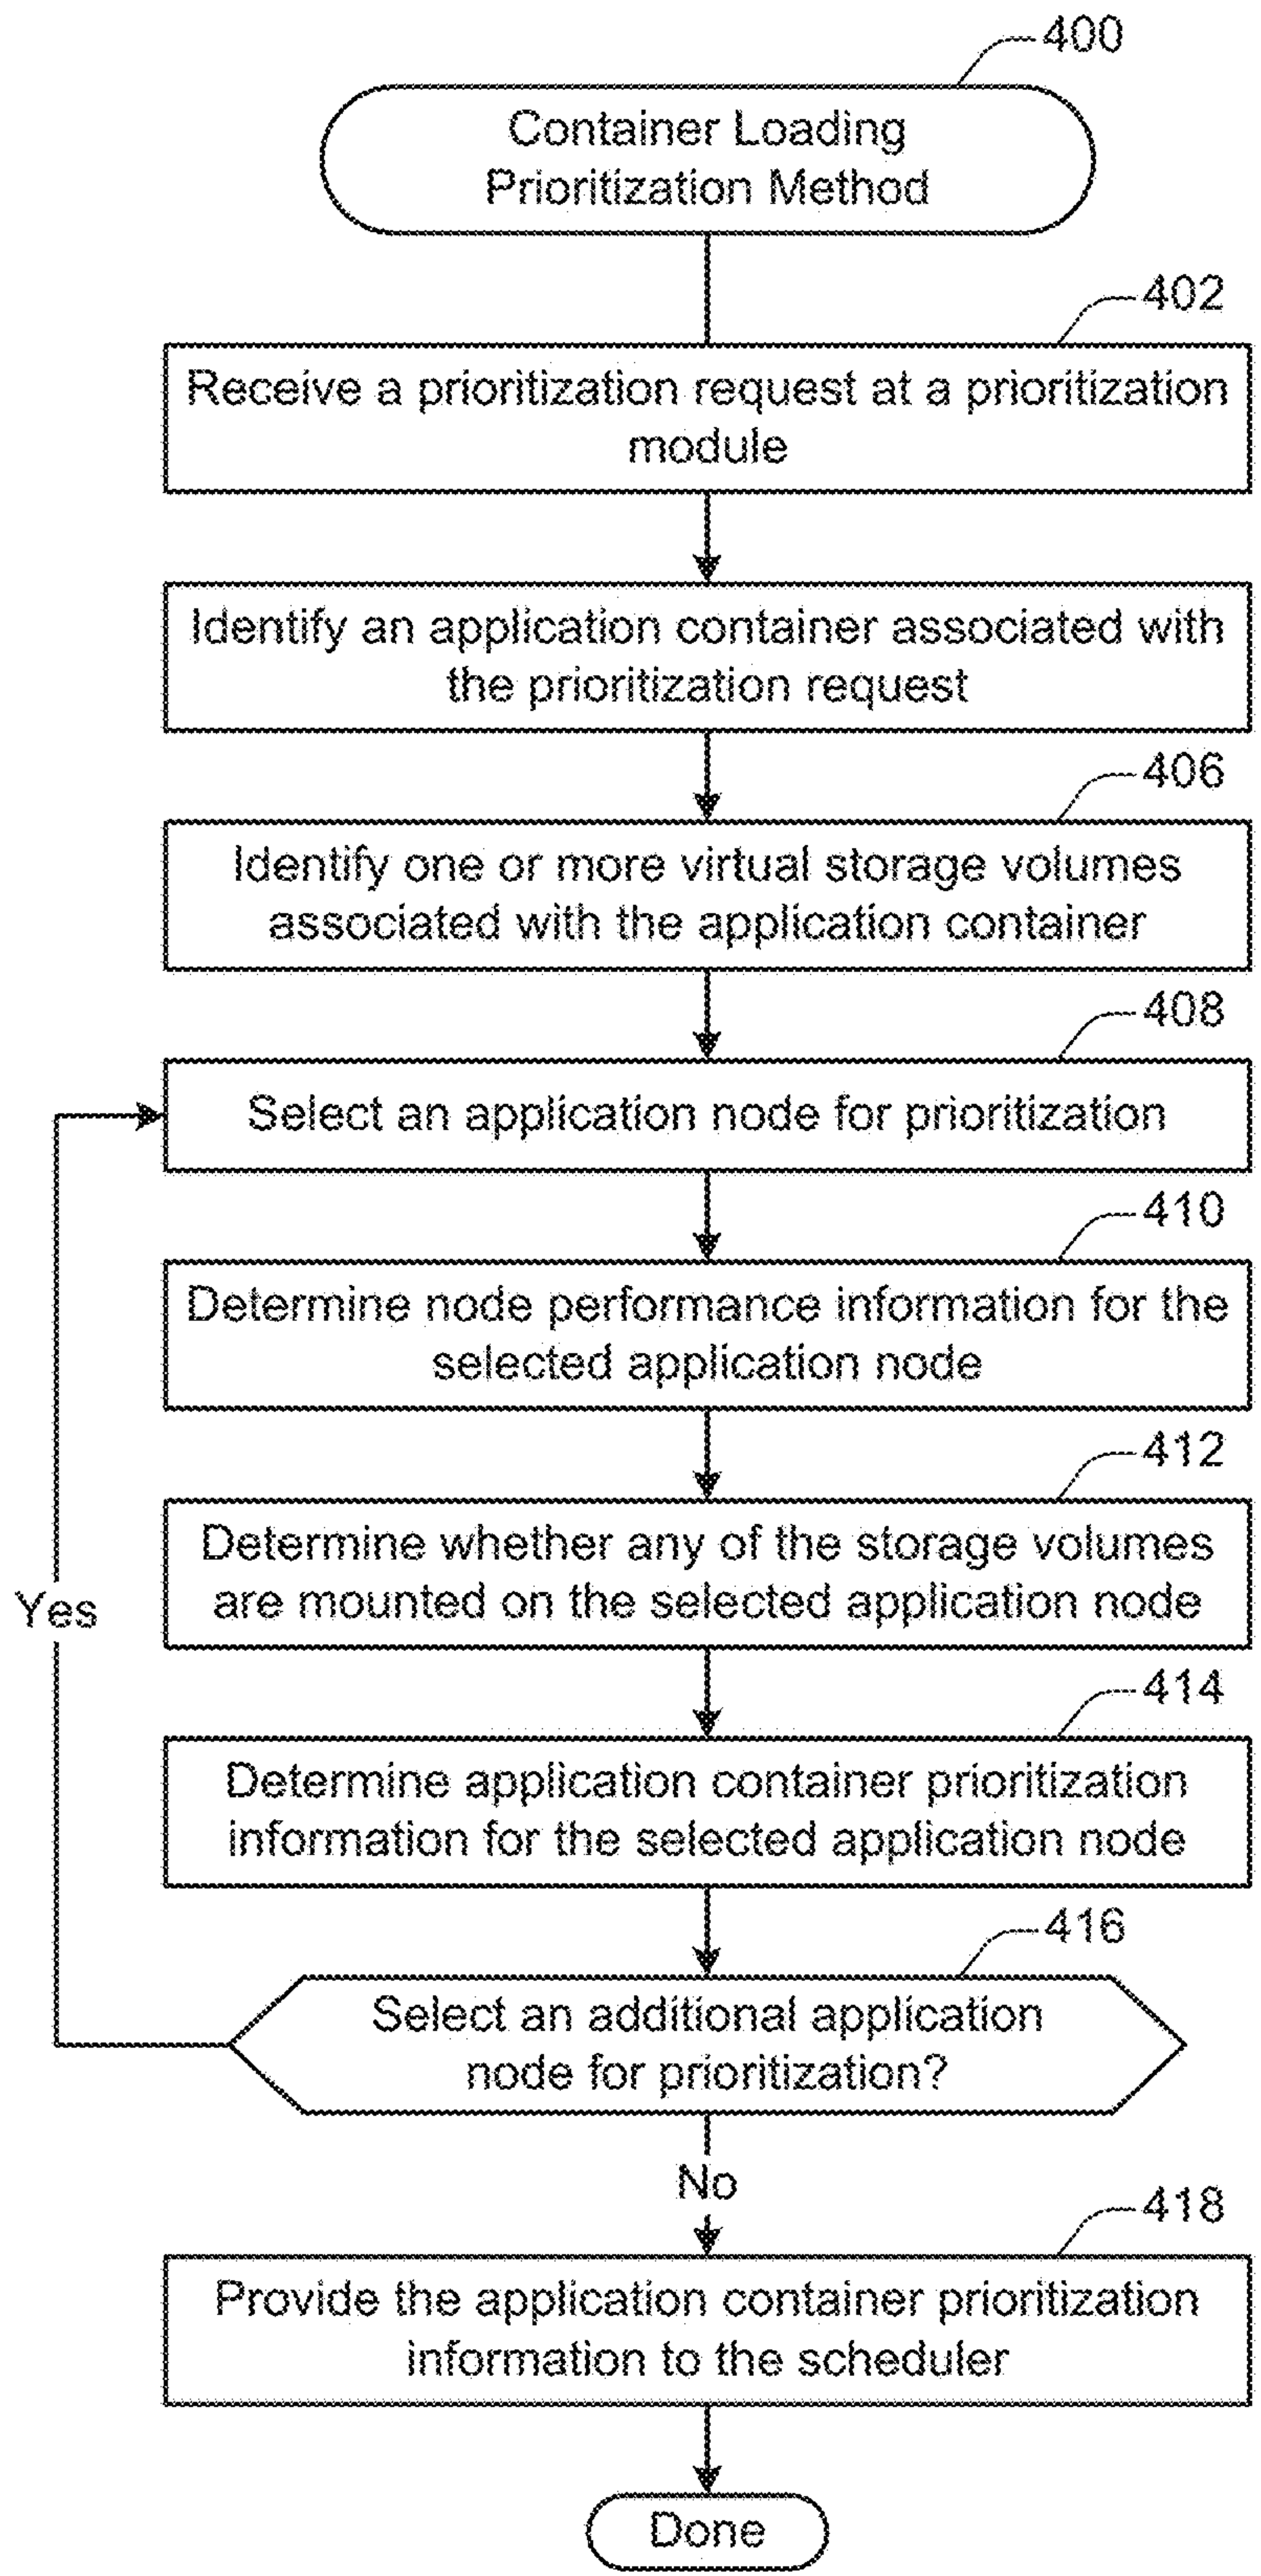 400
Container Loading
Prioritization Method
402
Receive a prioritization request at a prioritization
module
Identify an application container associated with
the prioritization request
406
Identify one or more virtual storage volumes
associated with the application container
408
Select an application node for prioritization
410
Determine node performance information for the
selected application node
412
Determine whether any of the storage volumes
are mounted on the selected application node
Yes
414
Determine application container prioritization
information for the selected application node
416
Select an additional application
node for prioritization?
No
418
Provide the application container prioritization
information to the scheduler
Done